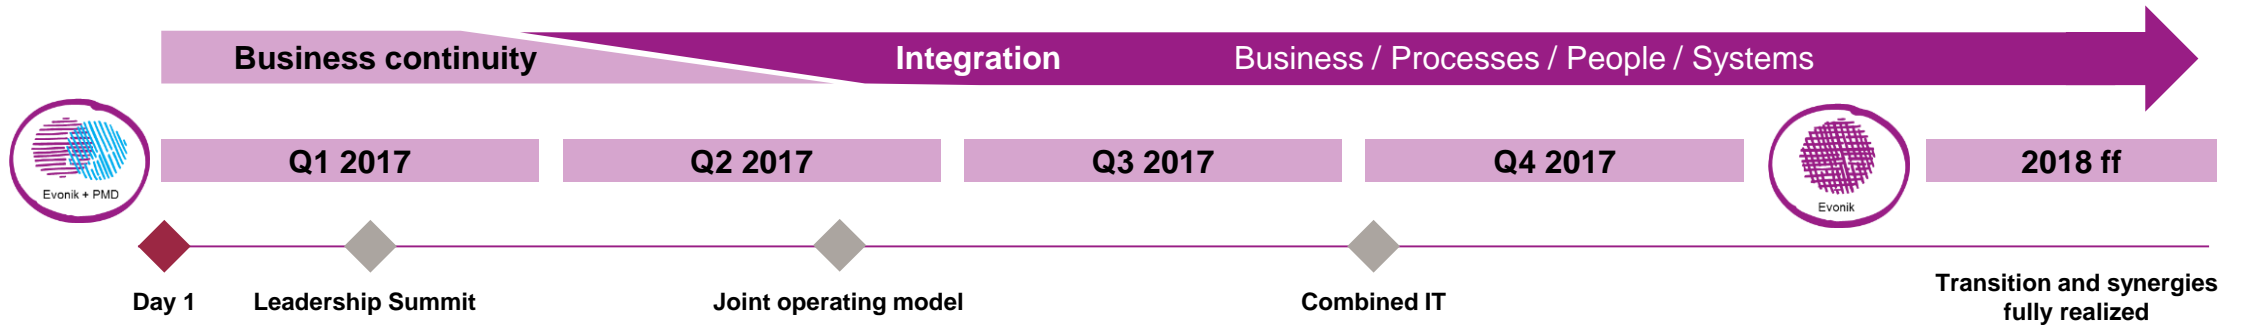 Business continuity
Integration
Business / Processes / People / Systems
Evonik + PMD
Q1 2017
Q2 2017
Q3 2017
Q4 2017
Evonik
2018 ff
Day 1
Leadership Summit
Joint operating model
Combined IT
Transition and synergies
fully realized